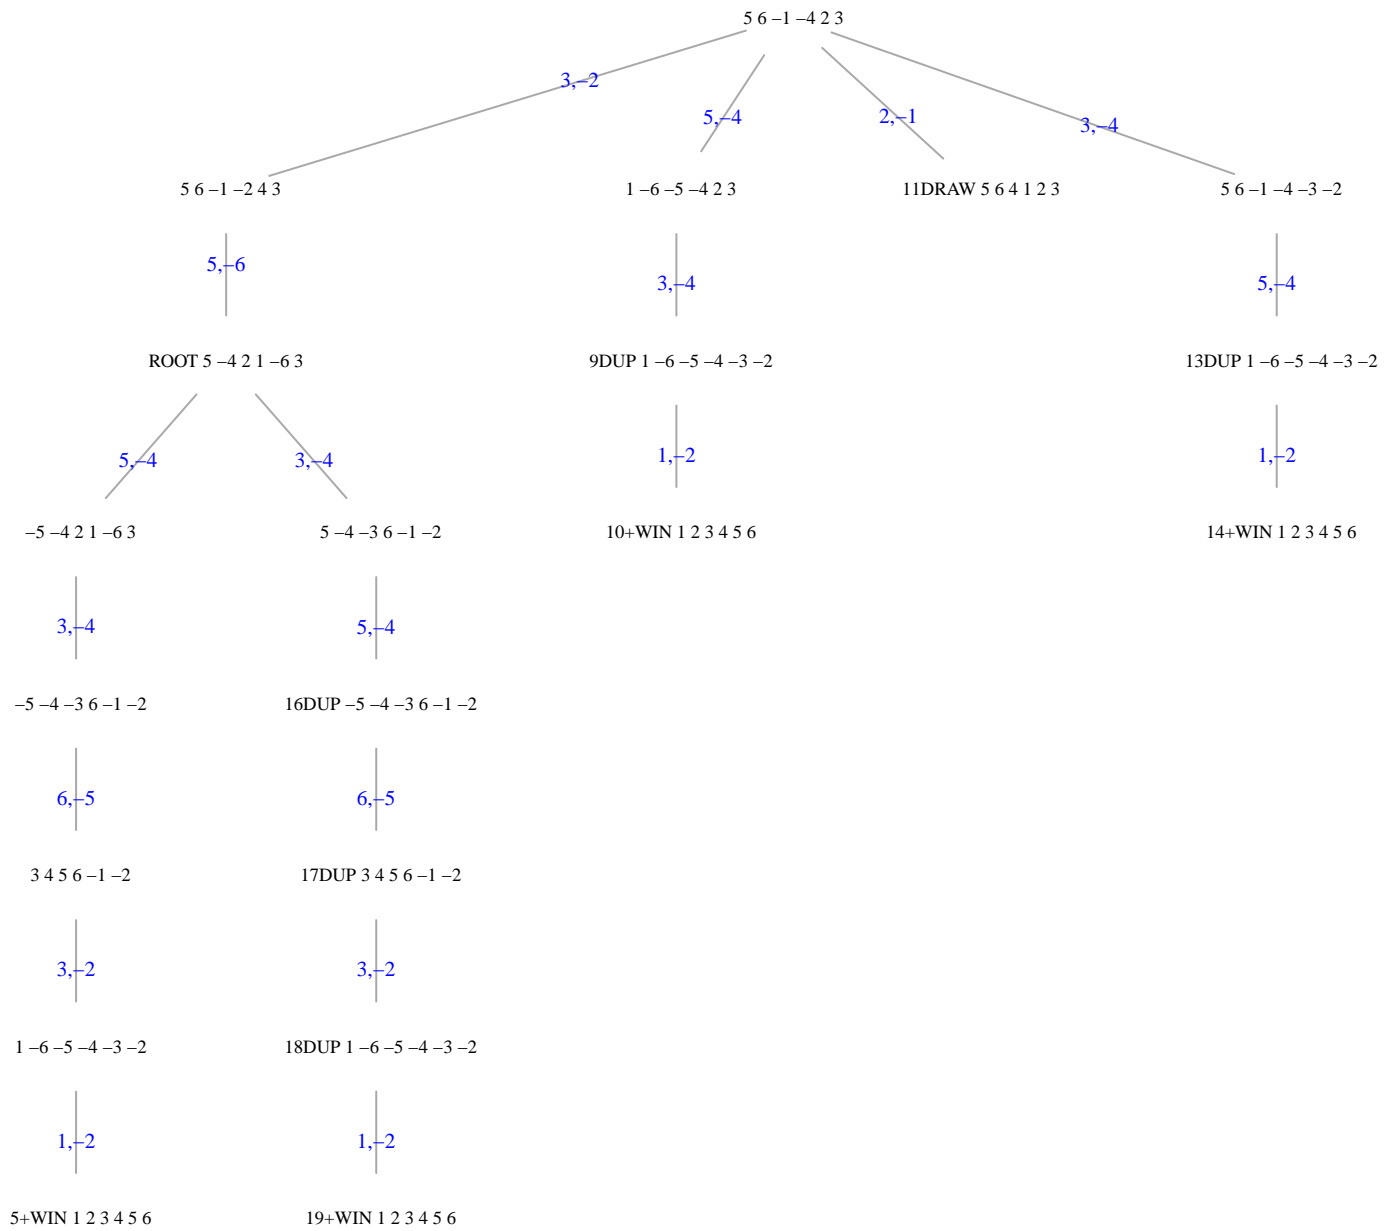 5 6 –1 –4 2 3
3,–2
5,–4
2,–1
3,–4
5 6 –1 –2 4 3
1 –6 –5 –4 2 3
11DRAW 5 6 4 1 2 3
5 6 –1 –4 –3 –2
5,–6
3,–4
5,–4
ROOT 5 –4 2 1 –6 3
9DUP 1 –6 –5 –4 –3 –2
13DUP 1 –6 –5 –4 –3 –2
5,–4
3,–4
1,–2
1,–2
–5 –4 2 1 –6 3
5 –4 –3 6 –1 –2
10+WIN 1 2 3 4 5 6
14+WIN 1 2 3 4 5 6
3,–4
5,–4
–5 –4 –3 6 –1 –2
16DUP –5 –4 –3 6 –1 –2
6,–5
6,–5
3 4 5 6 –1 –2
17DUP 3 4 5 6 –1 –2
3,–2
3,–2
1 –6 –5 –4 –3 –2
18DUP 1 –6 –5 –4 –3 –2
1,–2
1,–2
5+WIN 1 2 3 4 5 6
19+WIN 1 2 3 4 5 6